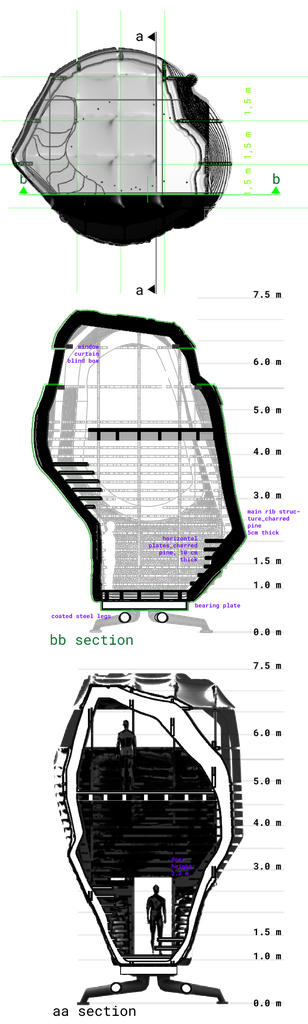 a
1,5 m
1,5 m
1,5 m
b
b
a
7.5 m
window
curtain
blind box
6.0 m
5.0 m
4.0 m
3.0 m
main rib struc-
ture_charred
pine
5cm thick
horizontal
plates_charred
pine, 10 cm
thick
1.5 m
1.0 m
bearing plate
coated steel legs
0.0 m
bb section
7.5 m
6.0 m
5.0 m
4.0 m
3.0 m
1.5 m
1.0 m
0.0 m
aa section